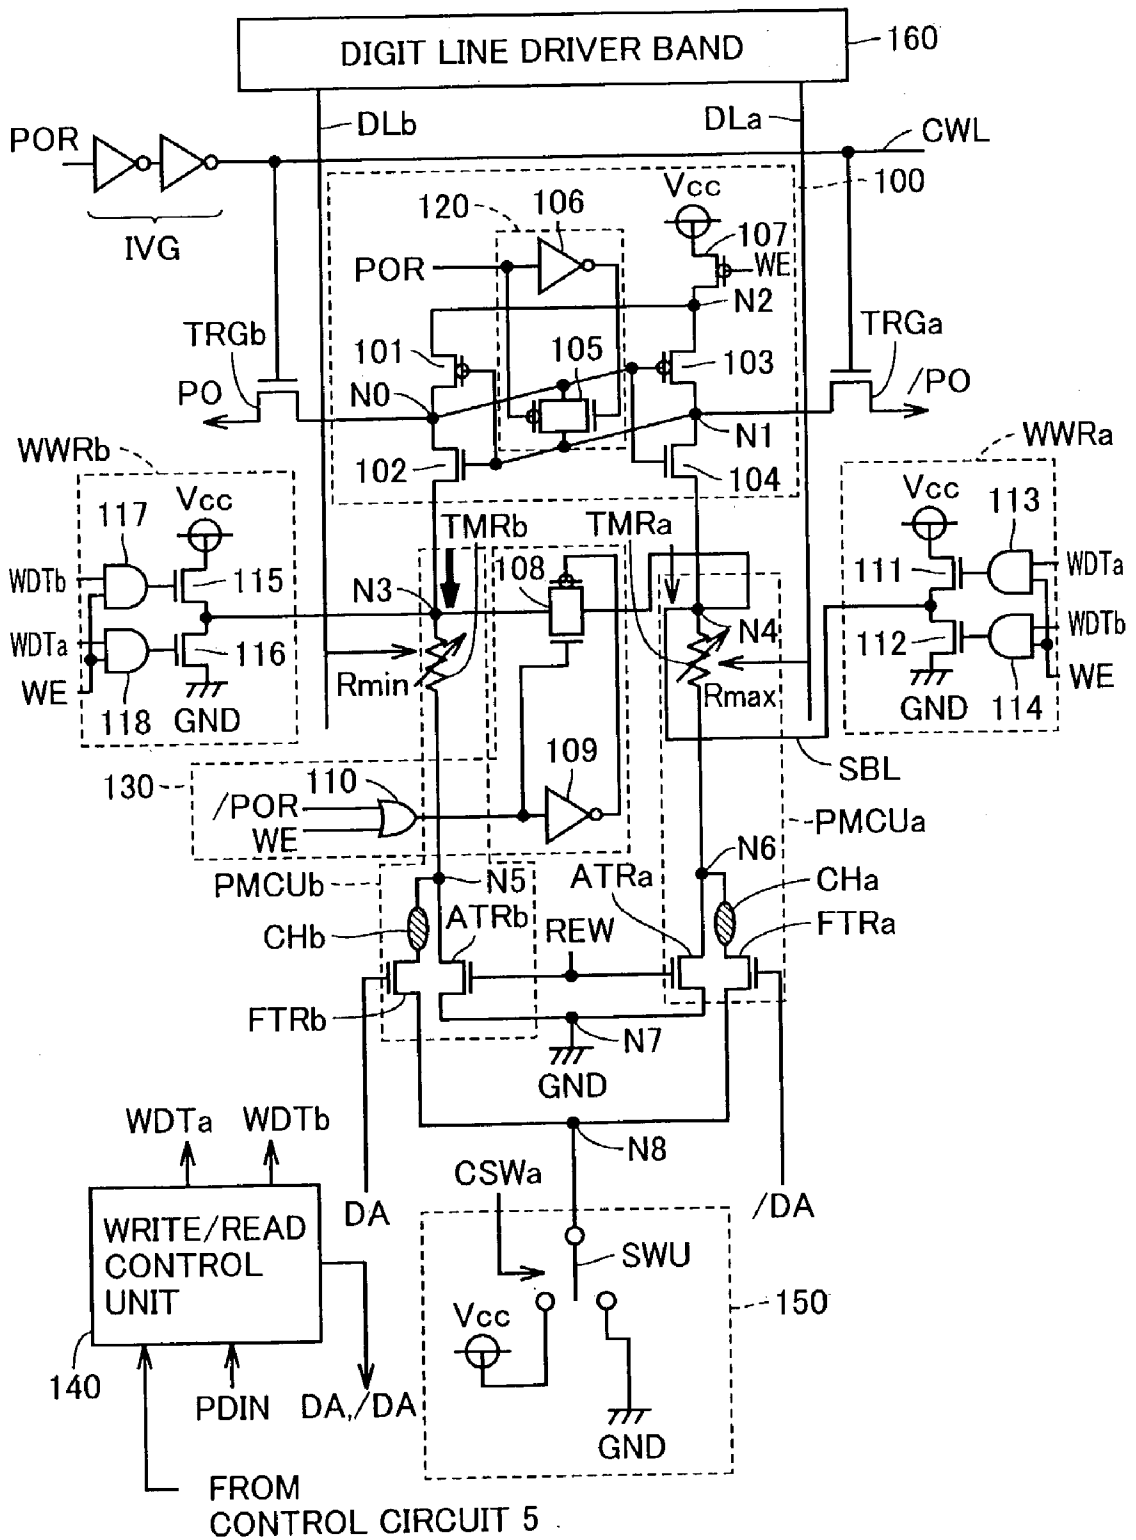 DIGIT LINE DRIVER BAND
160
DLb
DLa
CWL
POR
IVG
100
Vcc
120
106
107
WE
POR
N2
TRGb
TRGa
101
105
103
PO
/PO
N0
N1
WWRb
WWRa
102
104
Vcc
Vcc
117
113
TMRb
TMRa
WDTb
115
108
111
WDTa
N3
WDTa
N4
112
WDTb
116
Rmin
Rmax
WE
WE
118
GND
GND
114
109
SBL
130
110
/POR
WE
PMCUa
N6
PMCUb
N5
ATRa
CHa
ATRb
CHb
REW
FTRa
FTRb
N7
GND
WDTa
WDTb
N8
CSWa
DA
/DA
WRITE/READ
CONTROL
UNIT
SWU
Vcc
150
140
PDIN
DA,/DA
GND
FROM
CONTROL CIRCUIT 5